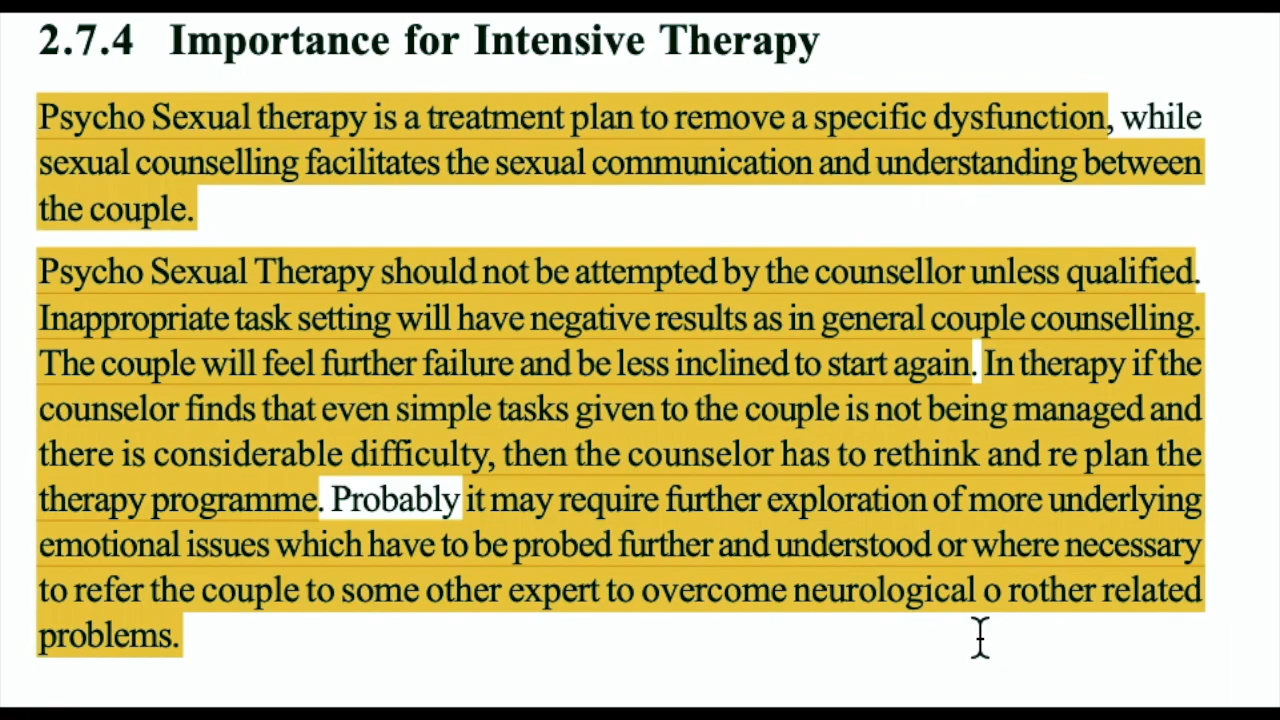 2.7.4 Importance for Intensive Therapy
Psycho Sexual therapy is a treatment plan to remove a specific dysfunction, while
sexual counselling facilitates the sexual communication and understanding between
the couple.
Psycho Sexual Therapy should not be attempted by the counsellor unless qualified.
Inappropriate task setting will have negative results as in general couple counselling.
The couple will feel further failure and be less inclined to start again. In therapy if the
counselor finds that even simple tasks given to the couple is not being managed and
there is considerable difficulty, then the counselor has to rethink and re plan the
therapy programme. Probably it may require further exploration of more underlying
emotional issues which have to be probed further and understood or where necessary
to refer the couple to some other expert to overcome neurological o rother related
problems.